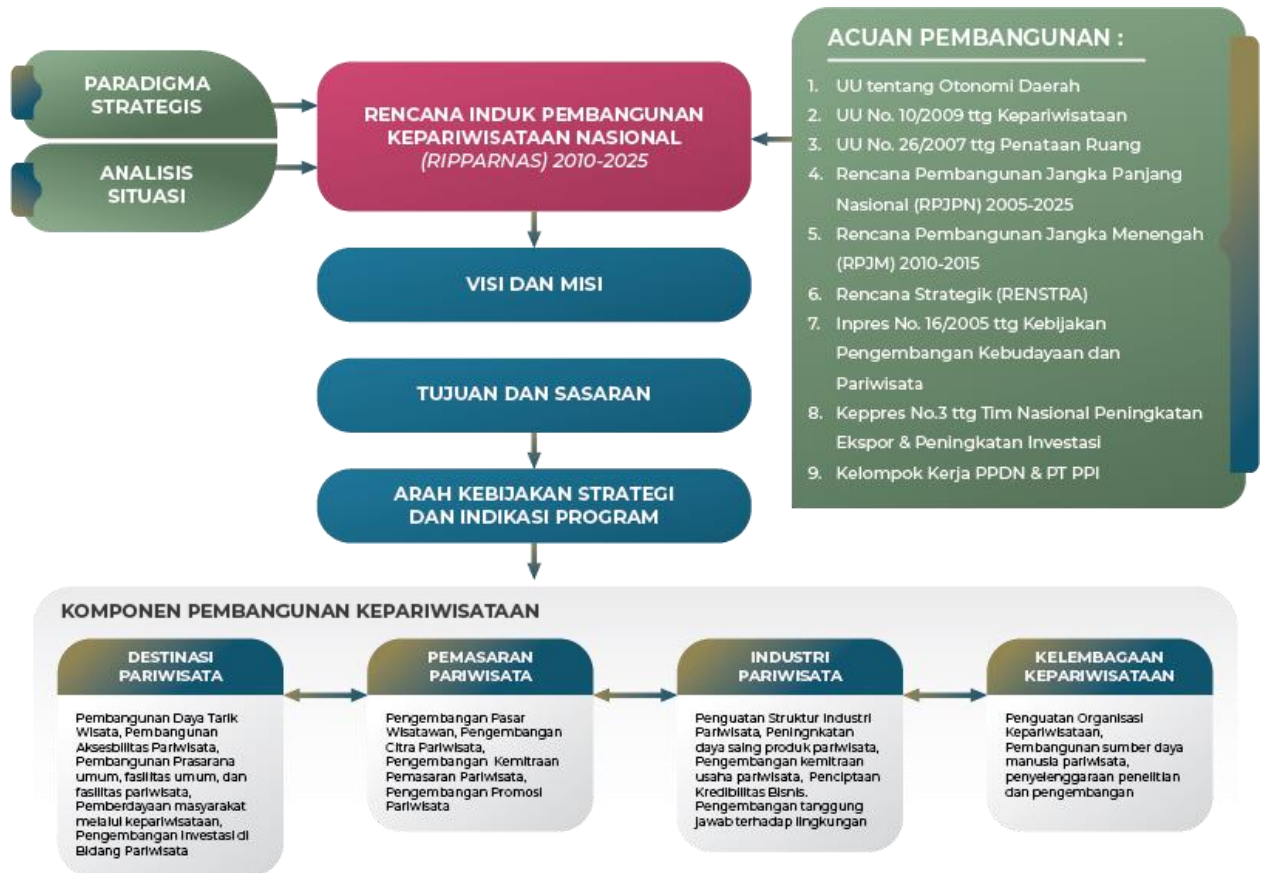 PARADIGMA
STRATEGIS
ANALISIS
SITUASI
RENCANA INDUK PEMBANGUNAN
KEPARIWISATAAN NASIONAL
(RIPPARNAS) 2010-2025
VISI DAN MISI
TUJUAN DAN SASARAN
ARAH KEBIJAKAN STRATEGI
DAN INDIKASI PROGRAM
ACUAN PEMBANGUNAN :
1. UU tentang Otonomi Daerah
2. UU No. 10/2009 ttg Kepariwisataan
3. UU No. 26/2007 ttg Penataan Ruang
4. Rencana Pembangunan Jangka Panjang
Nasional (RPJPN) 2005-2025
5. Rencana Pembangunan Jangka Menengah
(RPJM) 2010-2015
6. Rencana Strategik (RENSTRA)
7. Inpres No. 16/2005 ttg Kebijakan
Pengembangan Kebudayaan dan
Pariwisata
8. Keppres No.3 ttg Tim Nasional Peningkatan
Ekspor & Peningkatan Investasi
9. Kelompok Kerja PPDN & PT PPI
KOMPONEN PEMBANGUNAN KEPARIWISATAAN
DESTINASI
PARIWISATA
Pembangunan Daya Tarik
Wisata, Pembangunan
Aksesbilitas Pariwisata,
Pembangunan Prasarana
umum, fasilitas umum, dan
fasilitas pariwisata,
Pemberdayaan masyarakat
melalui kepariwisataan,
Pengembangan Investasi di
Bidang Pariwisata
PEMASARAN
PARIWISATA
Pengembangan Pasar
Wisatawan, Pengembangan
Citra Pariwisata,
Pengembangan Kemitraan
Pemasaran Pariwisata,
Pengembangan Promosi
Pariwisata
INDUSTRI
PARIWISATA
Penguatan Struktur Industri
Pariwisata, Peningnkatan
daya saing produk pariwisata,
Pengembangan kemitraan
usaha pariwisata, Penciptaan
Kredibilitas Bisnis.
Pengembangan tanggung
jawab terhadap lingkungan
KELEMBAGAAN
KEPARIWISATAAN
Penguatan Organisasi
Kepariwisataan,
Pembangunan sumber daya
manusia pariwisata,
penyelenggaraan penelitian
dan pengembangan